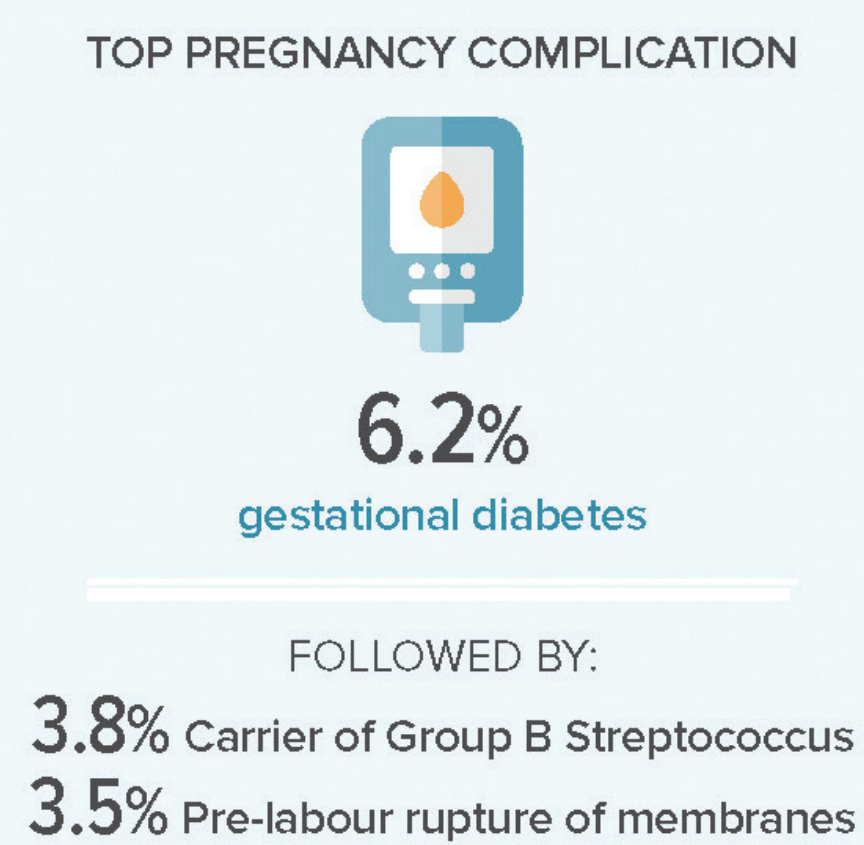 TOP PREGNANCY COMPLICATION
6.2%
gestational diabetes
FOLLOWED BY:
3.8% Carrier of Group B Streptococcus
3.5% Pre-labour rupture of membranes